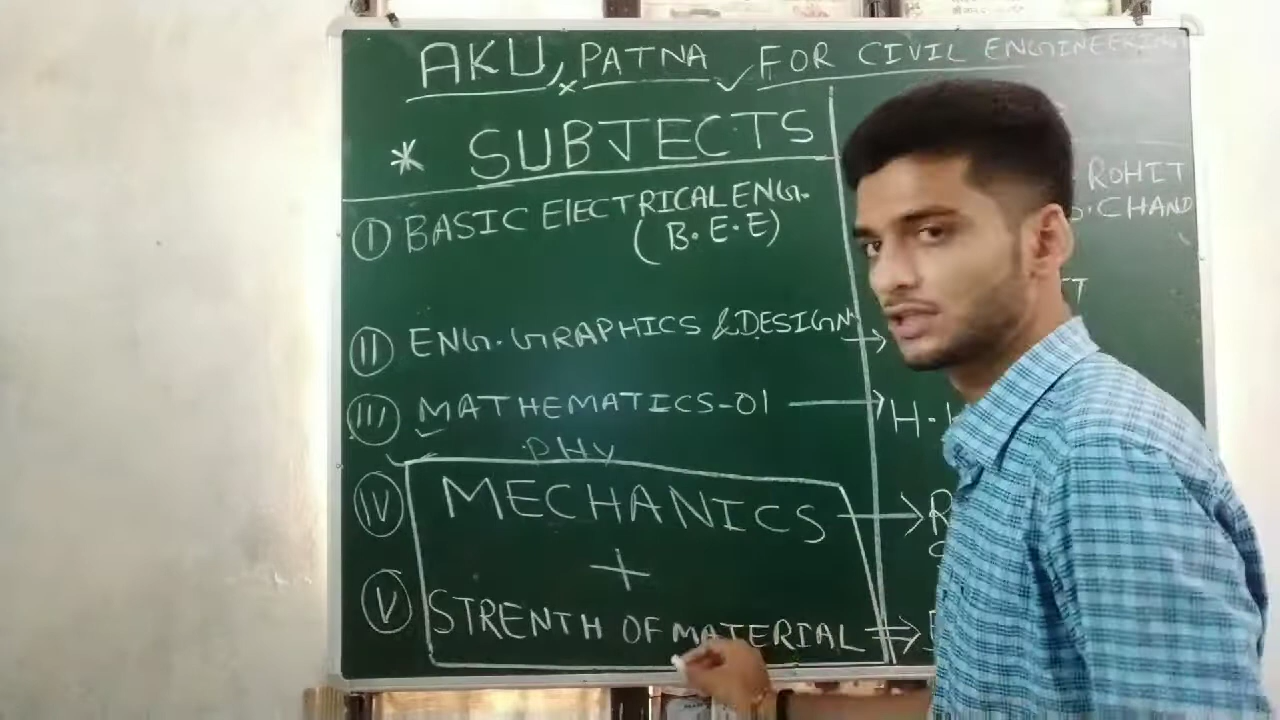 AKU, PATNA FOR CIVIL ENGINEERING
* SUBJECTS
I BASIC ElECTRICAL ENG.
(B.E.E)
ROHIT
S.CHAND
II ENG. GRAPHICS & DESIGN →
III MATHEMATICS-01 → H.
PHY
IV MECHANICS → R
+
V STRENTH OF MATERIAL ⇒